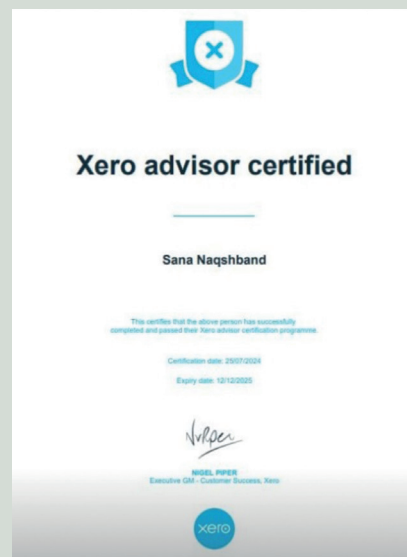 Xero advisor certified
Sana Naqshband
This certifies that the above person has successfully
completed and passed their Xero advisor certification programme.
Certification date: 25/07/2024
Expiry date: 12/12/2025
NIGEL PIPER
Executive GM - Customer Success, Xero
xero